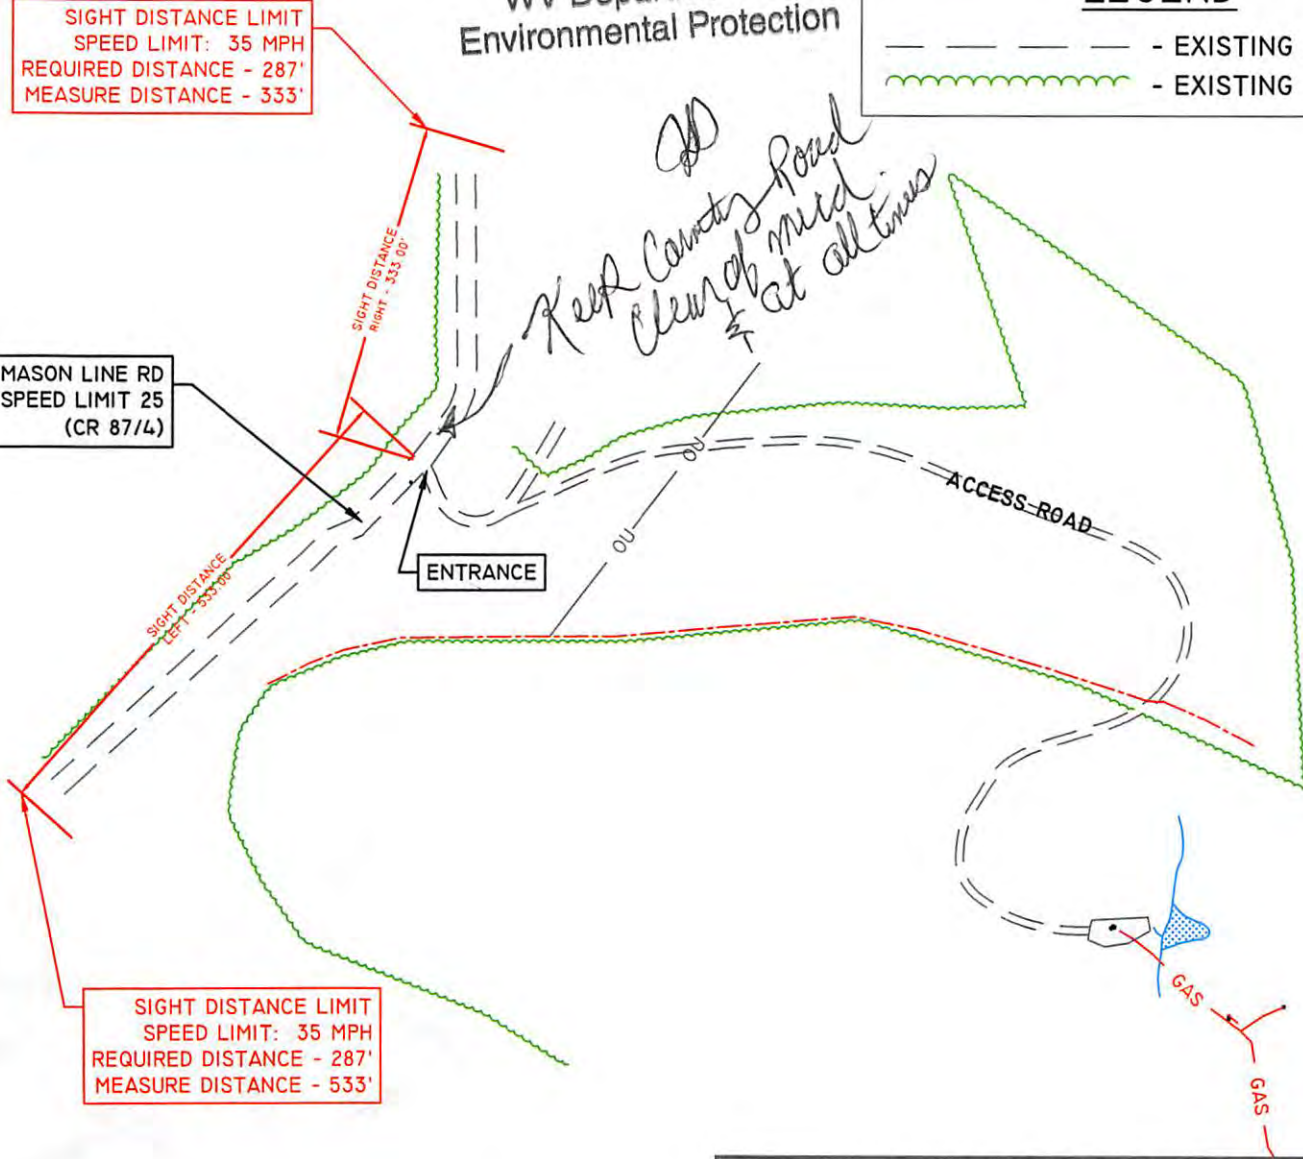 SIGHT DISTANCE LIMIT
SPEED LIMIT: 35 MPH
REQUIRED DISTANCE - 287'
MEASURE DISTANCE - 333'
Environmental Protection
LEGEND
- EXISTING
- EXISTING
Keep County Road
clear of mud
at all times
SIGHT DISTANCE
RIGHT - 333.00'
MASON LINE RD
SPEED LIMIT 25
(CR 87/4)
OU
ACCESS ROAD
OU
ENTRANCE
SIGHT DISTANCE
LEFT - 533.00'
SIGHT DISTANCE LIMIT
SPEED LIMIT: 35 MPH
REQUIRED DISTANCE - 287'
MEASURE DISTANCE - 533'
GAS
GAS